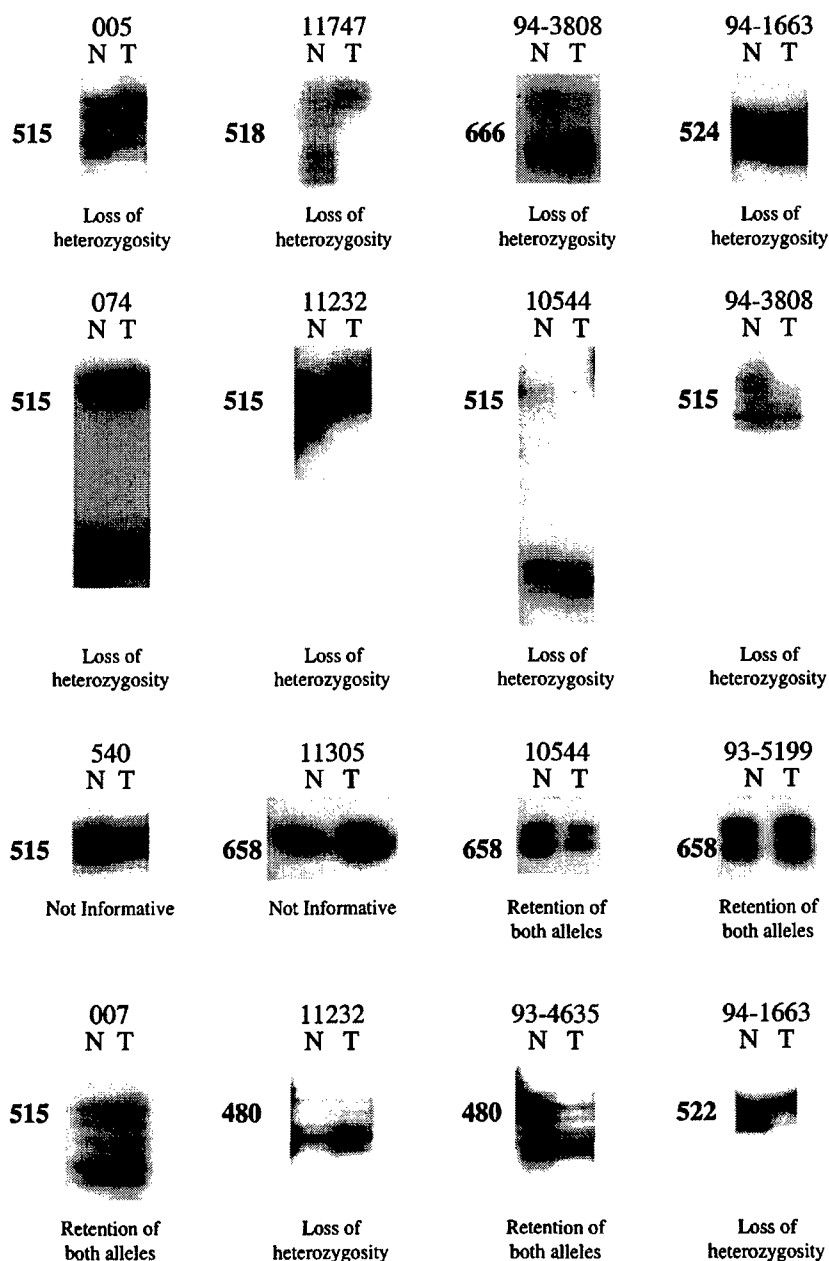 005 11747 94-3808 94-1663
N T N T N T N T
515 518 666 524
Loss of heterozygosity Loss of heterozygosity Loss of heterozygosity Loss of heterozygosity
074 11232 10544 94-3808
N T N T N T N T
515 515 515 515
Loss of heterozygosity Loss of heterozygosity Loss of heterozygosity Loss of heterozygosity
540 11305 10544 93-5199
N T N T N T N T
515 658 658 658
Not Informative Not Informative Retention of both alleles Retention of both alleles
007 11232 93-4635 94-1663
N T N T N T N T
515 480 480 522
Retention of both alleles Loss of heterozygosity Retention of both alleles Loss of heterozygosity